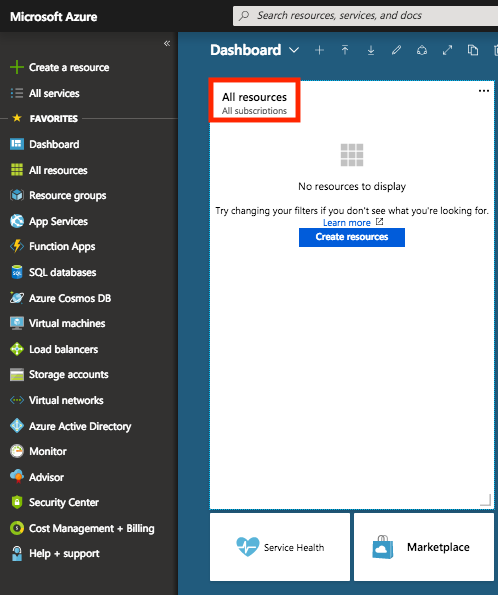 Microsoft Azure
Search resources, services, and docs
Create a resource
All services
FAVORITES
Dashboard
All resources
Resource groups
App Services
Function Apps
SQL databases
Azure Cosmos DB
Virtual machines
Load balancers
Storage accounts
Virtual networks
Azure Active Directory
Monitor
Advisor
Security Center
Cost Management + Billing
Help + support
Dashboard
All resources
All subscriptions
No resources to display
Try changing your filters if you don't see what you're looking for.
Learn more
Create resources
Service Health
Marketplace